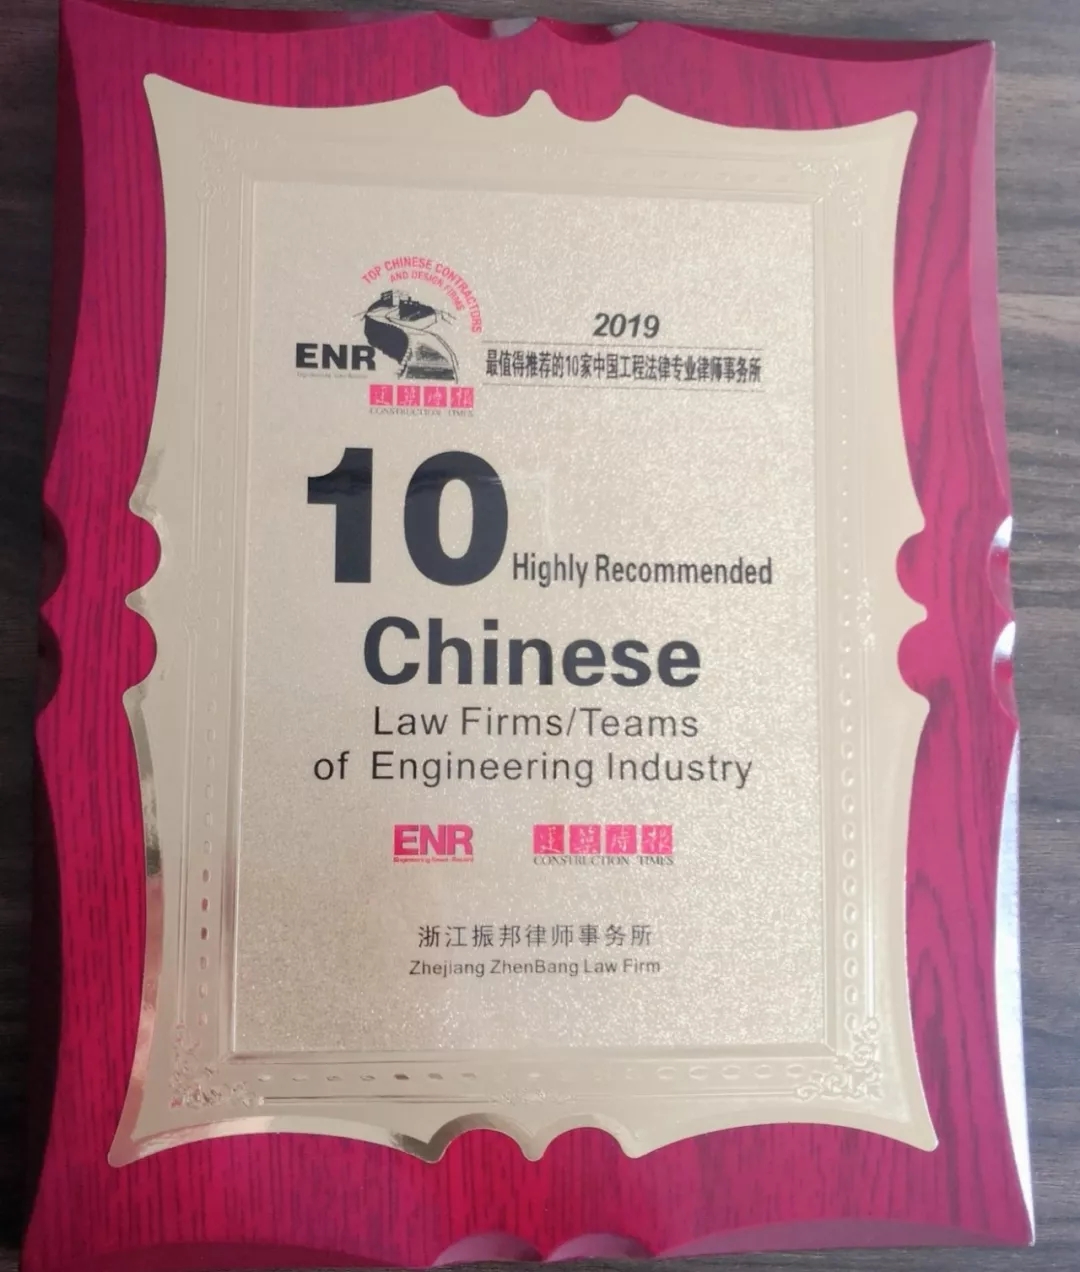 TOP CHINESE CONTRACTORS
AND DESIGN FIRMS
ENR
建筑时报
CONSTRUCTION TIMES
2019
最值得推荐的10家中国工程法律专业律师事务所
10 Highly Recommended
Chinese
Law Firms/Teams
of Engineering Industry
ENR
Engineering News-Record
建筑时报
CONSTRUCTION TIMES
浙江振邦律师事务所
Zhejiang ZhenBang Law Firm